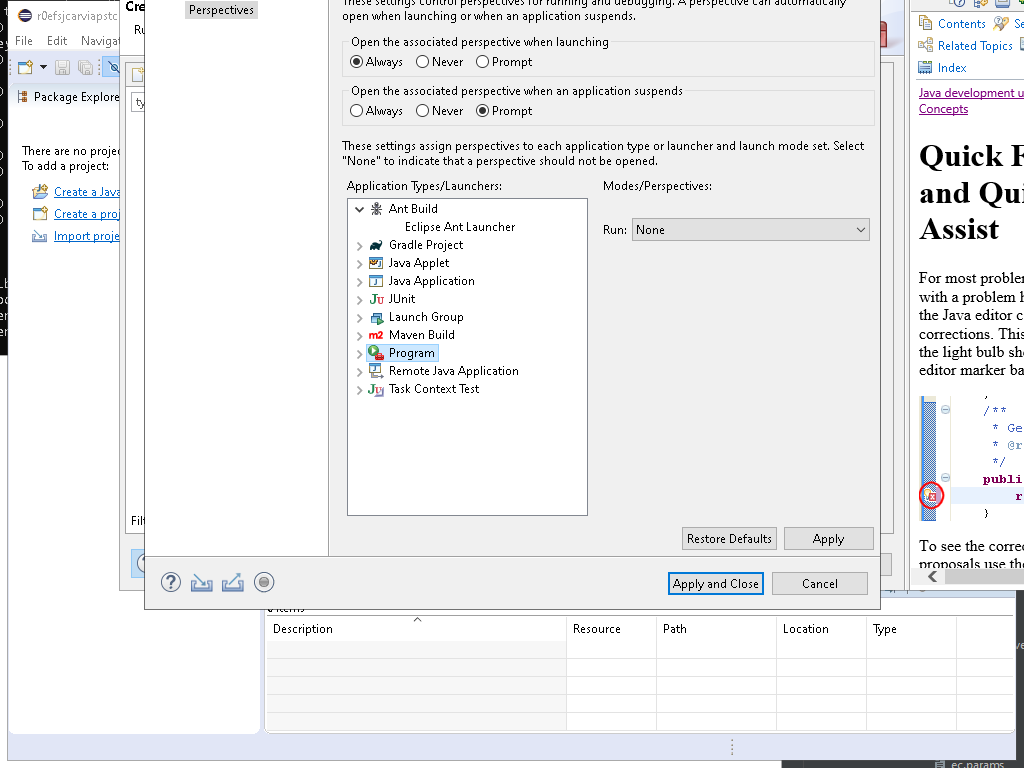 r0efsjcarviapstc
File Edit Navigat
Package Explore
There are no projec
To add a project:
Create a Java
Create a proj
Import proje
Cre
Ru
ty
Filt
Perspectives
These settings control perspectives for running and debugging. A perspective can automatically
open when launching or when an application suspends.
Open the associated perspective when launching
Always Never Prompt
Open the associated perspective when an application suspends
Always Never Prompt
These settings assign perspectives to each application type or launcher and launch mode set. Select
"None" to indicate that a perspective should not be opened.
Application Types/Launchers: Modes/Perspectives:
Ant Build
Eclipse Ant Launcher
Run: None
Gradle Project
Java Applet
Java Application
JUnit
Launch Group
Maven Build
Program
Remote Java Application
Task Context Test
Restore Defaults Apply
Apply and Close Cancel
Contents Se
Related Topics
Index
Java development u
Concepts
Quick F
and Qui
Assist
For most problem
with a problem h
the Java editor c
corrections. This
the light bulb sho
editor marker ba
/**
* Ge
* @r
*/
publi
r
}
To see the correc
proposals use the
0 items
Description Resource Path Location Type
ec.params